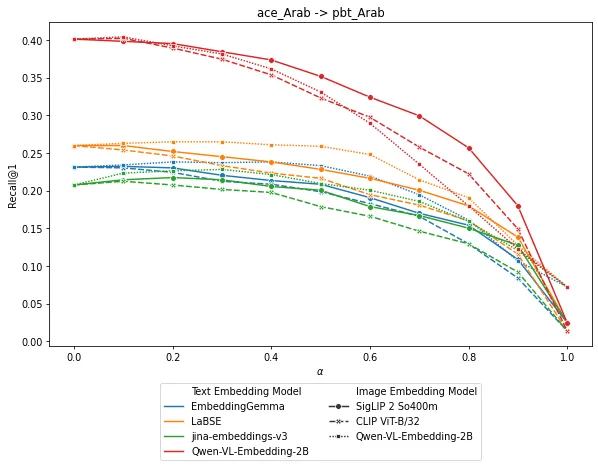 ace_Arab -> pbt_Arab
Recall@1
0.40
0.35
0.30
0.25
0.20
0.15
0.10
0.05
0.00
0.0 0.2 0.4 0.6 0.8 1.0
α
Text Embedding Model
EmbeddingGemma
LaBSE
jina-embeddings-v3
Qwen-VL-Embedding-2B
Image Embedding Model
SigLIP 2 So400m
CLIP ViT-B/32
Qwen-VL-Embedding-2B